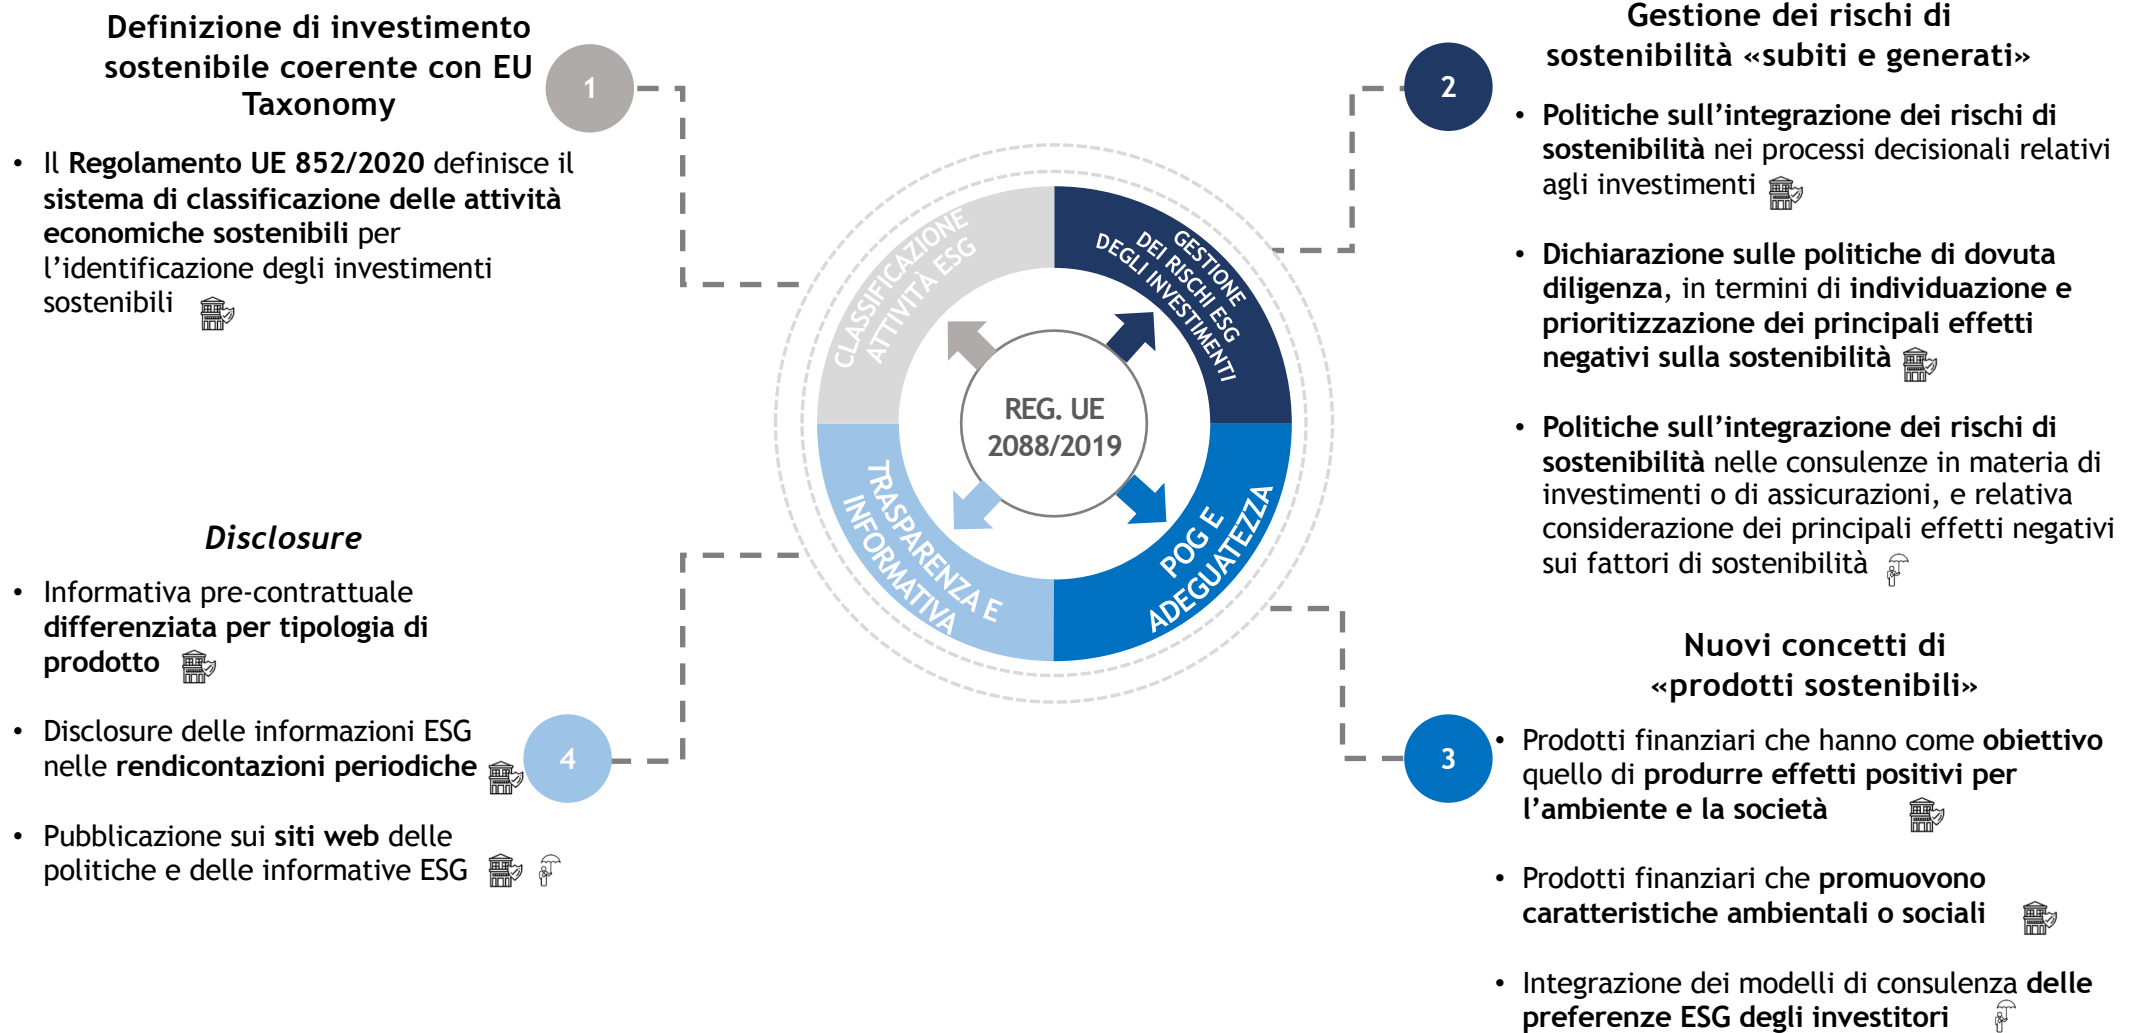 Definizione di investimento
sostenibile coerente con EU
Taxonomy
1
• Il Regolamento UE 852/2020 definisce il
sistema di classificazione delle attività
economiche sostenibili per
l’identificazione degli investimenti
sostenibili
Gestione dei rischi di
sostenibilità «subiti e generati»
2
• Politiche sull’integrazione dei rischi di
sostenibilità nei processi decisionali relativi
agli investimenti
• Dichiarazione sulle politiche di dovuta
diligenza, in termini di individuazione e
prioritizzazione dei principali effetti
negativi sulla sostenibilità
• Politiche sull’integrazione dei rischi di
sostenibilità nelle consulenze in materia di
investimenti o di assicurazioni, e relativa
considerazione dei principali effetti negativi
sui fattori di sostenibilità
CLASSIFICAZIONE
ATTIVITÀ ESG
GESTIONE
DEI RISCHI ESG
DEGLI INVESTIMENTI
REG. UE
2088/2019
TRASPARENZA E
INFORMATIVA
POG E
ADEGUATEZZA
Nuovi concetti di
«prodotti sostenibili»
3
• Prodotti finanziari che hanno come obiettivo
quello di produrre effetti positivi per
l’ambiente e la società
• Prodotti finanziari che promuovono
caratteristiche ambientali o sociali
• Integrazione dei modelli di consulenza delle
preferenze ESG degli investitori
Disclosure
• Informativa pre-contrattuale
differenziata per tipologia di
prodotto
• Disclosure delle informazioni ESG
nelle rendicontazioni periodiche
4
• Pubblicazione sui siti web delle
politiche e delle informative ESG